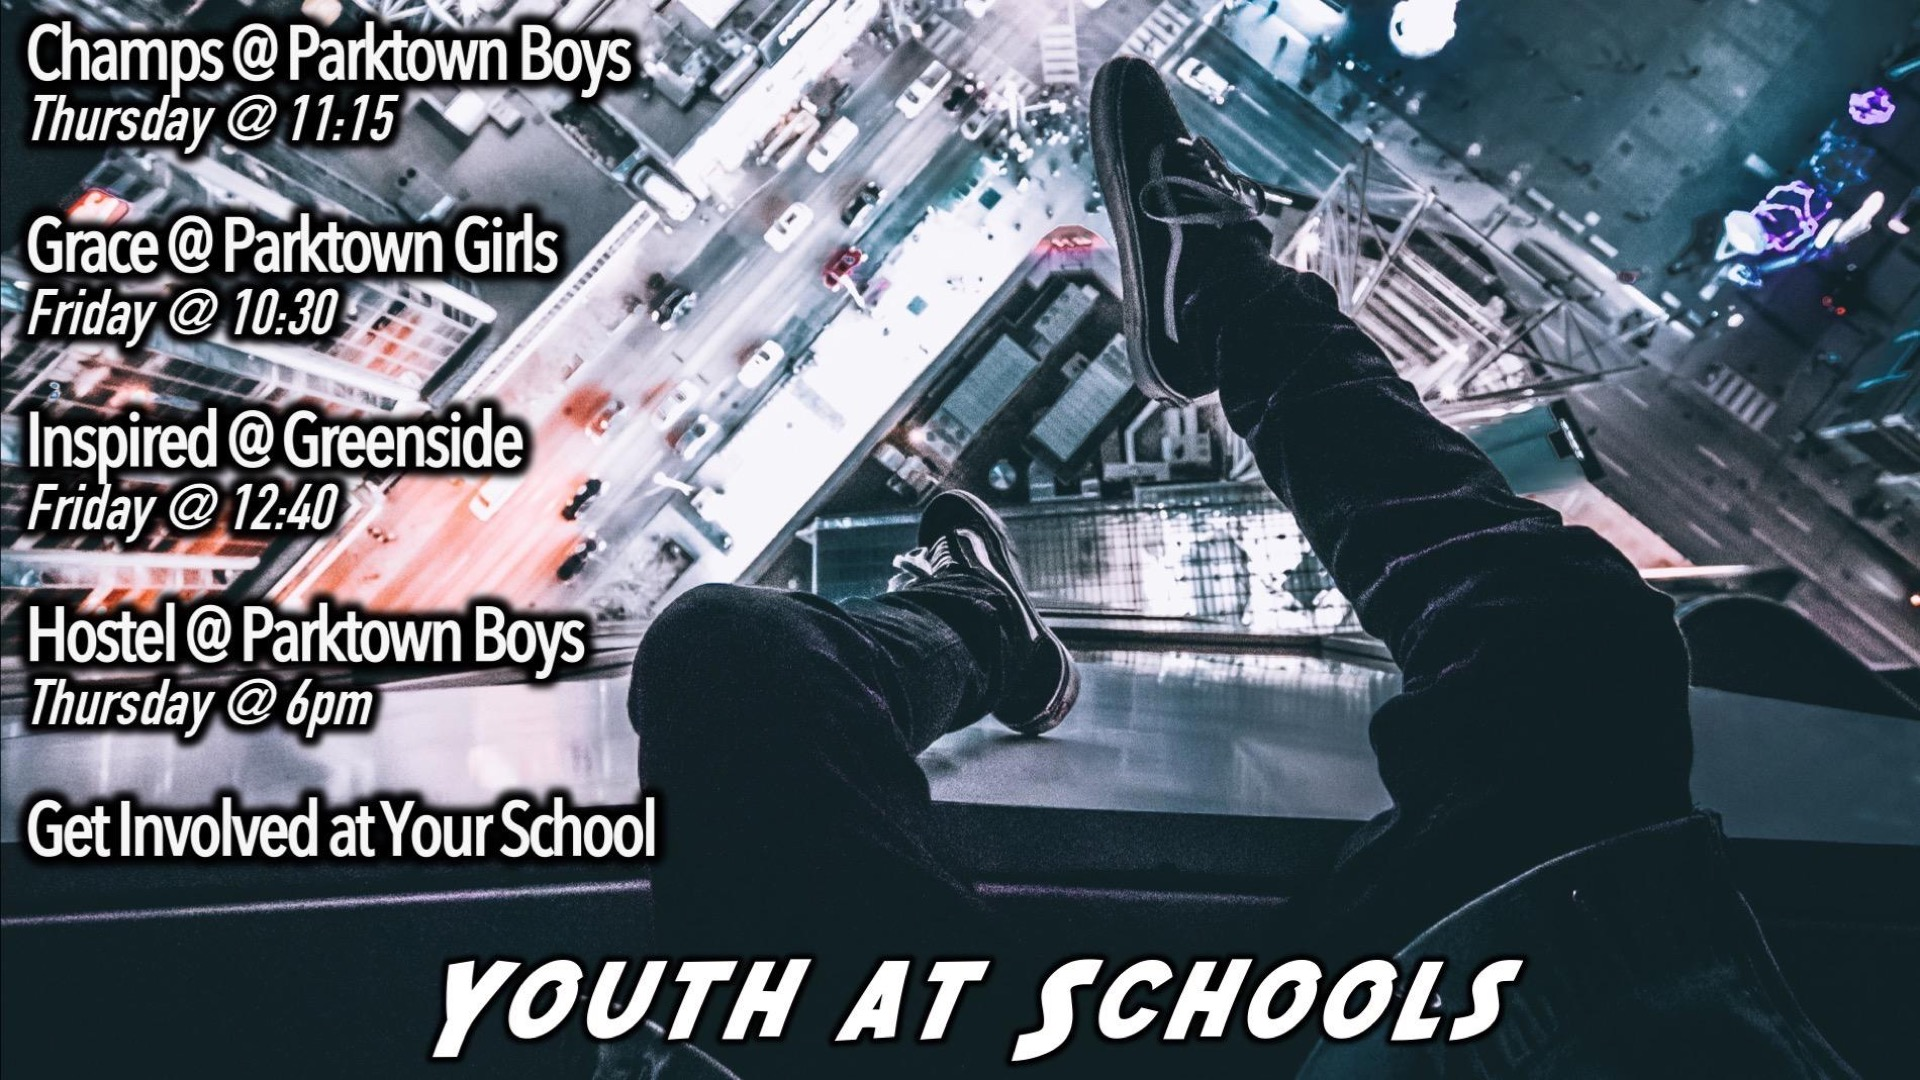 Champs @ Parktown Boys
Thursday @ 11:15
Grace @ Parktown Girls
Friday @ 10:30
Inspired @ Greenside
Friday @ 12:40
Hostel @ Parktown Boys
Thursday @ 6pm
Get Involved at Your School
Youth at Schools